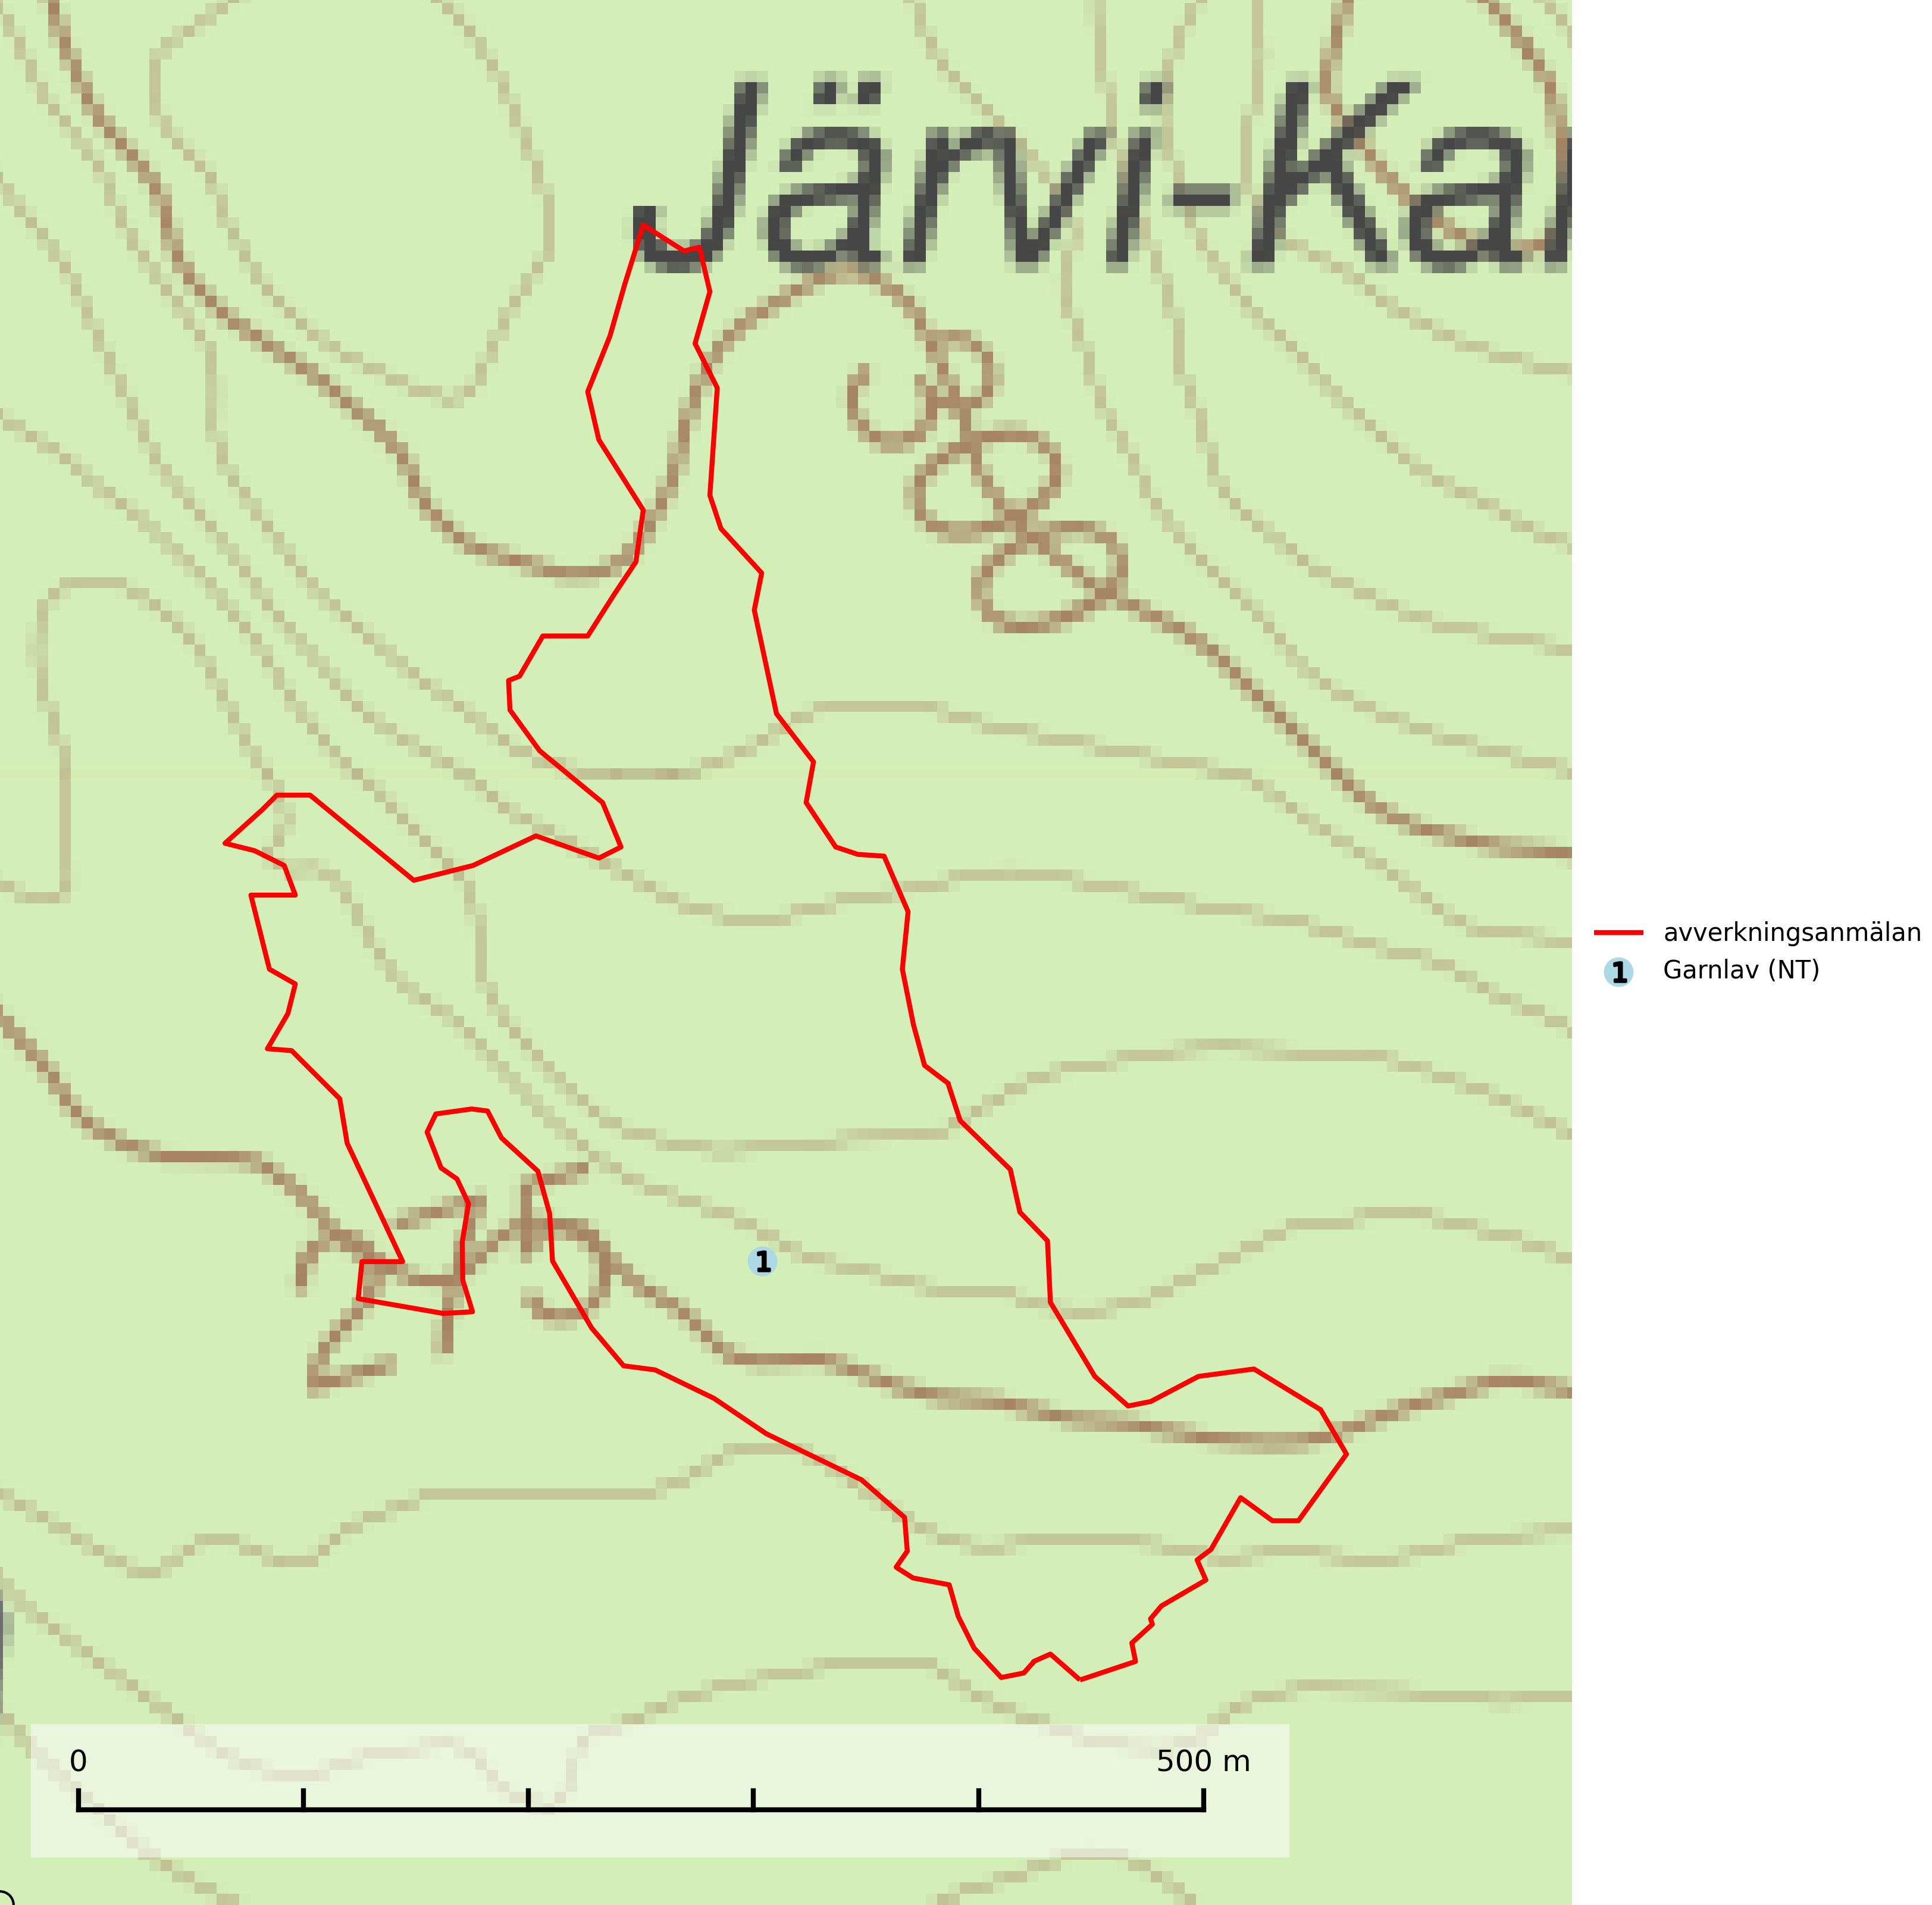 Järvi-Ka
avverkningsanmälan
1 Garnlav (NT)
1
0 500 m